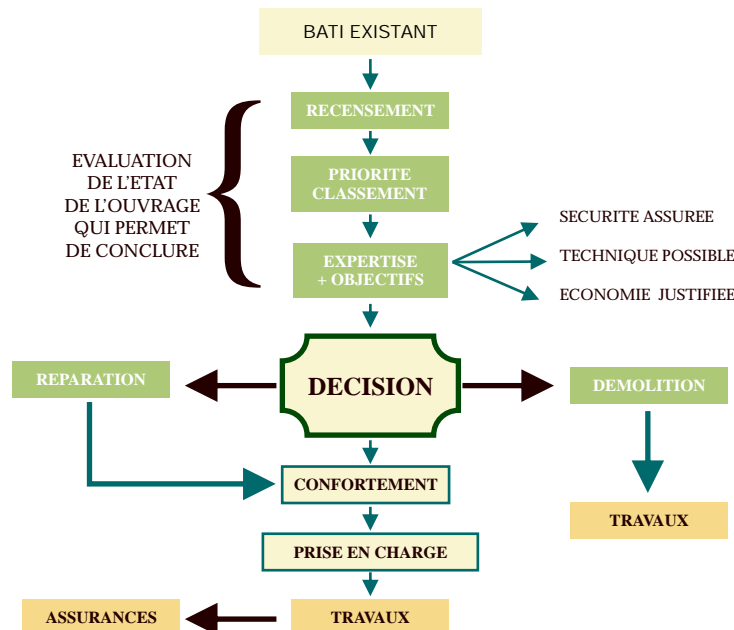 BATI EXISTANT
RECENSEMENT
EVALUATION
DE L'ETAT
DE L'OUVRAGE
QUI PERMET
DE CONCLURE
PRIORITE
CLASSEMENT
EXPERTISE
+ OBJECTIFS
SECURITE ASSUREE
TECHNIQUE POSSIBLE
ECONOMIE JUSTIFIEE
REPARATION
DECISION
DEMOLITION
CONFORTEMENT
TRAVAUX
PRISE EN CHARGE
ASSURANCES
TRAVAUX